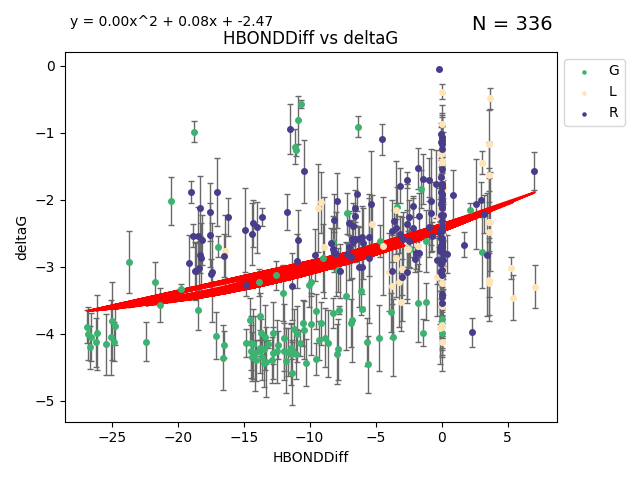 y = 0.00x^2 + 0.08x + -2.47
N = 336
HBONDDiff vs deltaG
G
L
R
deltaG
0
−1
−2
−3
−4
−5
−25
−20
−15
−10
−5
0
5
HBONDDiff